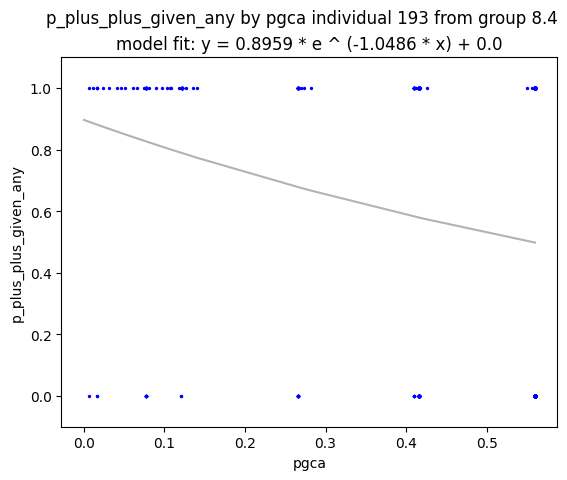 p_plus_plus_given_any by pgca individual 193 from group 8.4
model fit: y = 0.8959 * e ^ (-1.0486 * x) + 0.0
1.0
0.8
0.6
0.4
0.2
0.0
p_plus_plus_given_any
0.0 0.1 0.2 0.3 0.4 0.5
pgca